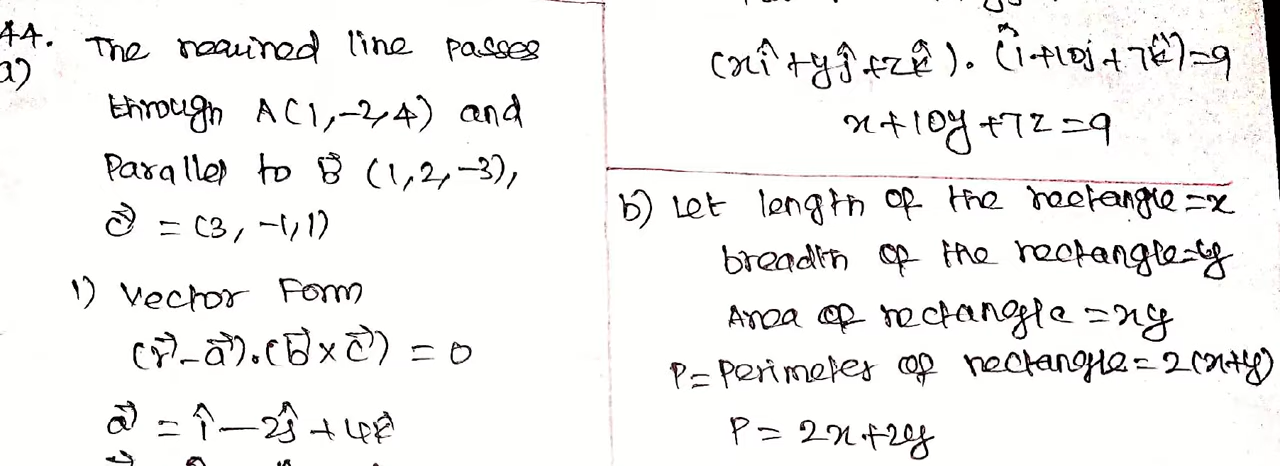 44. The required line passes
a)
through A(1,-2,4) and
Parallel to B⃗ (1,2,-3),
c⃗ = (3,-1,1)
1) Vector Form
(r⃗-a⃗).(b⃗×c⃗) = 0
a⃗ = î-2ĵ+4k̂
(xî+yĵ+zk̂).(î+10j+7k̂)=9
x+10y+7z=9
b) Let length of the rectangle=x
breadth of the rectangle=y
Area of rectangle=xy
P=Perimeter of rectangle=2(x+y)
P=2x+2y